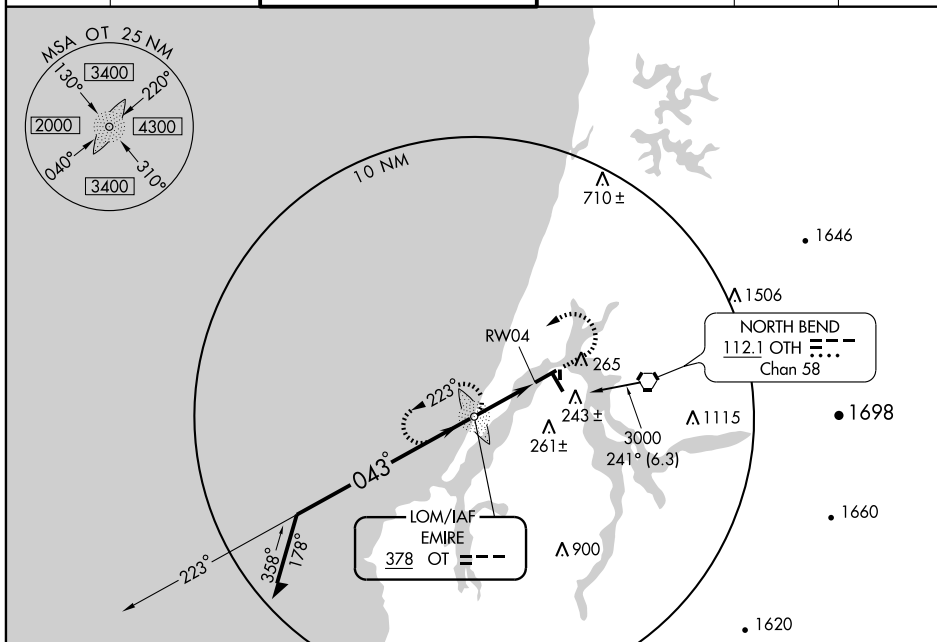 MSA OT 25 NM
130°
3400
220°
2000
4300
040°
310°
3400
10 NM
710 ±
1646
1506
NORTH BEND
112.1 OTH
Chan 58
RW04
265
223°
243 ±
261±
1115
1698
3000
241° (6.3)
043°
LOM/IAF
EMIRE
378 OT
1660
900
358°
178°
223°
1620